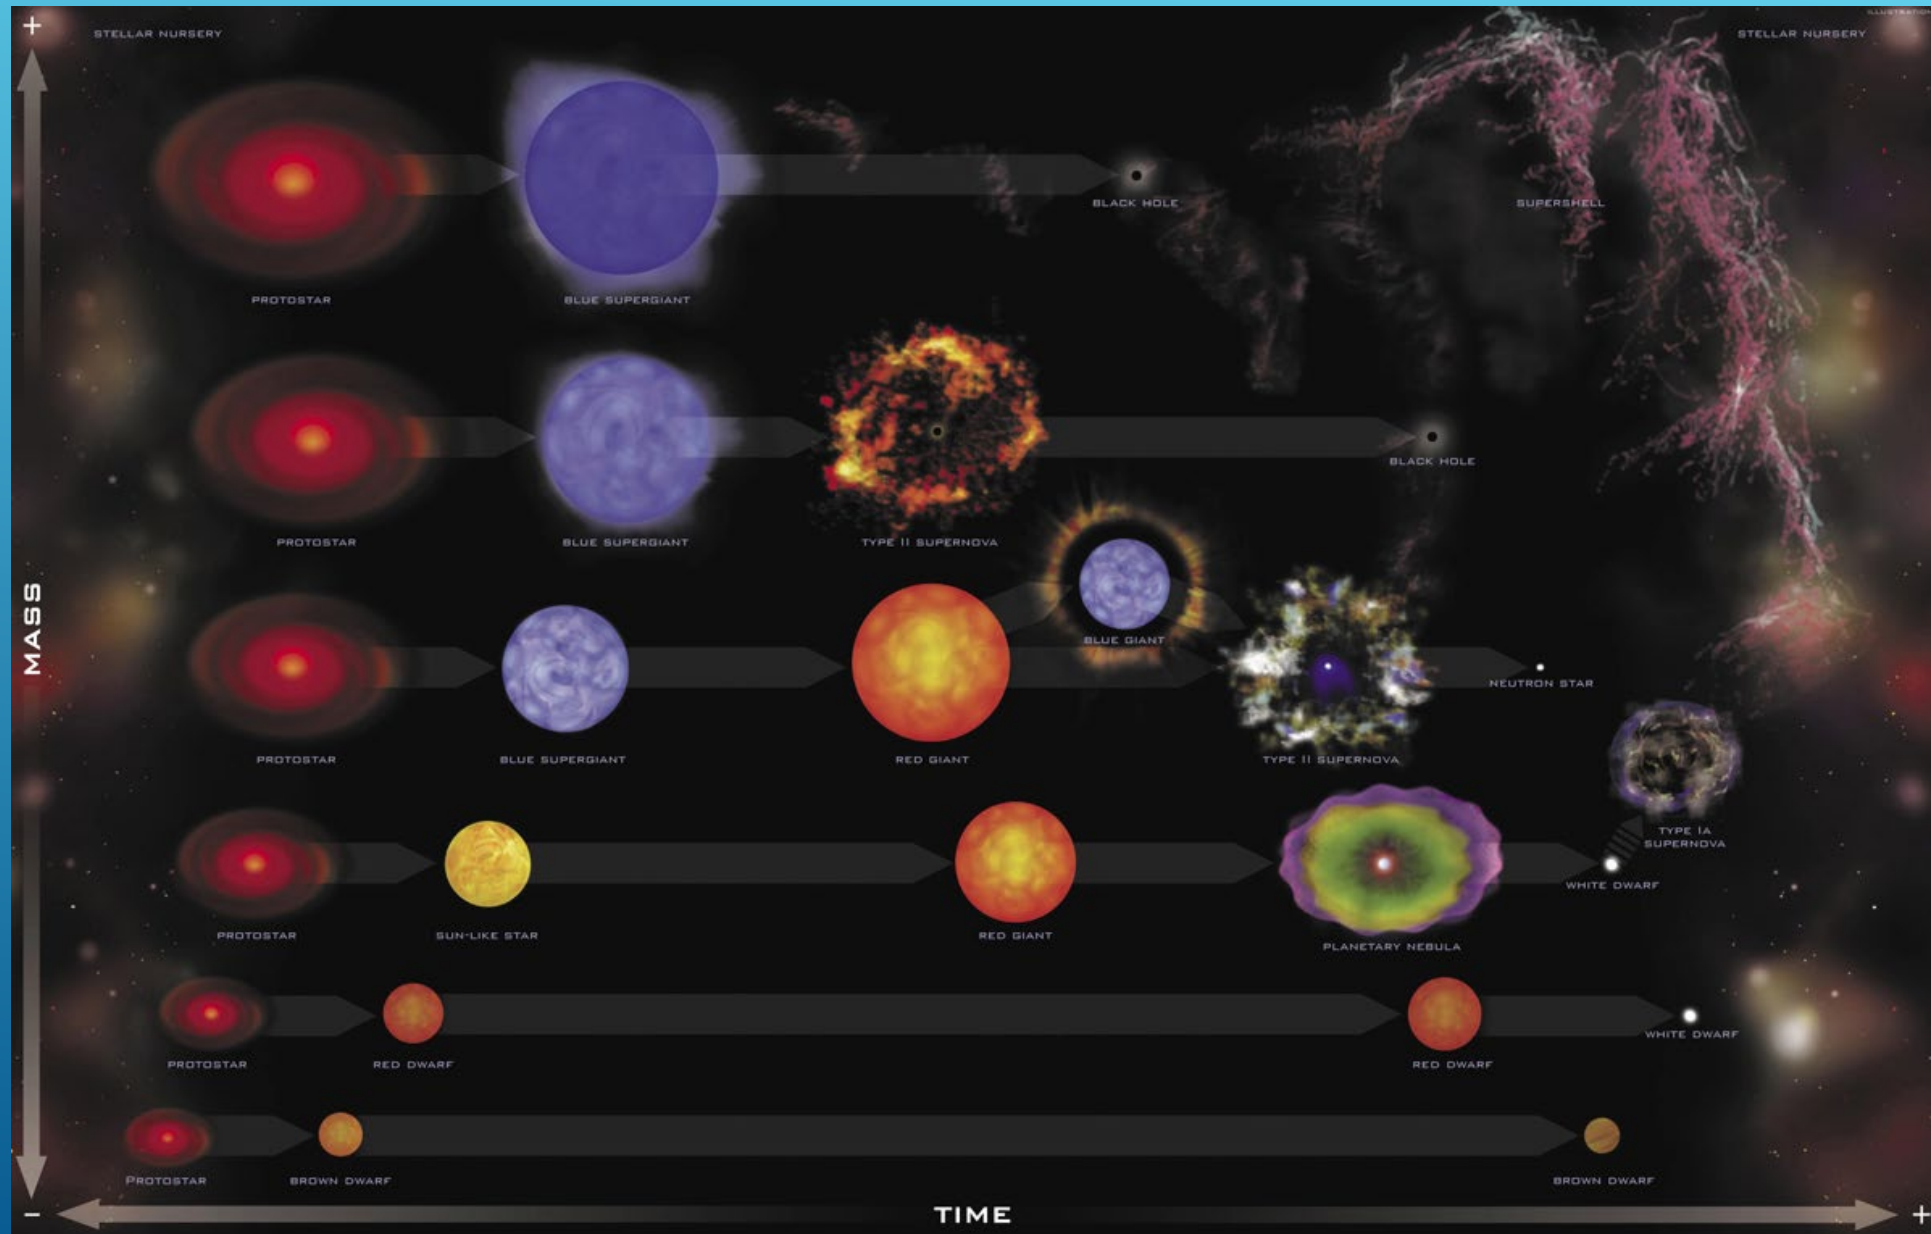 +
STELLAR NURSERY
STELLAR NURSERY
ILLUSTRATION
BLACK HOLE
SUPERSHELL
PROTOSTAR
BLUE SUPERGIANT
BLACK HOLE
PROTOSTAR
BLUE SUPERGIANT
TYPE II SUPERNOVA
MASS
BLUE GIANT
NEUTRON STAR
PROTOSTAR
BLUE SUPERGIANT
RED GIANT
TYPE II SUPERNOVA
TYPE IA
SUPERNOVA
WHITE DWARF
PROTOSTAR
SUN-LIKE STAR
RED GIANT
PLANETARY NEBULA
WHITE DWARF
PROTOSTAR
RED DWARF
RED DWARF
PROTOSTAR
BROWN DWARF
BROWN DWARF
−
TIME
+